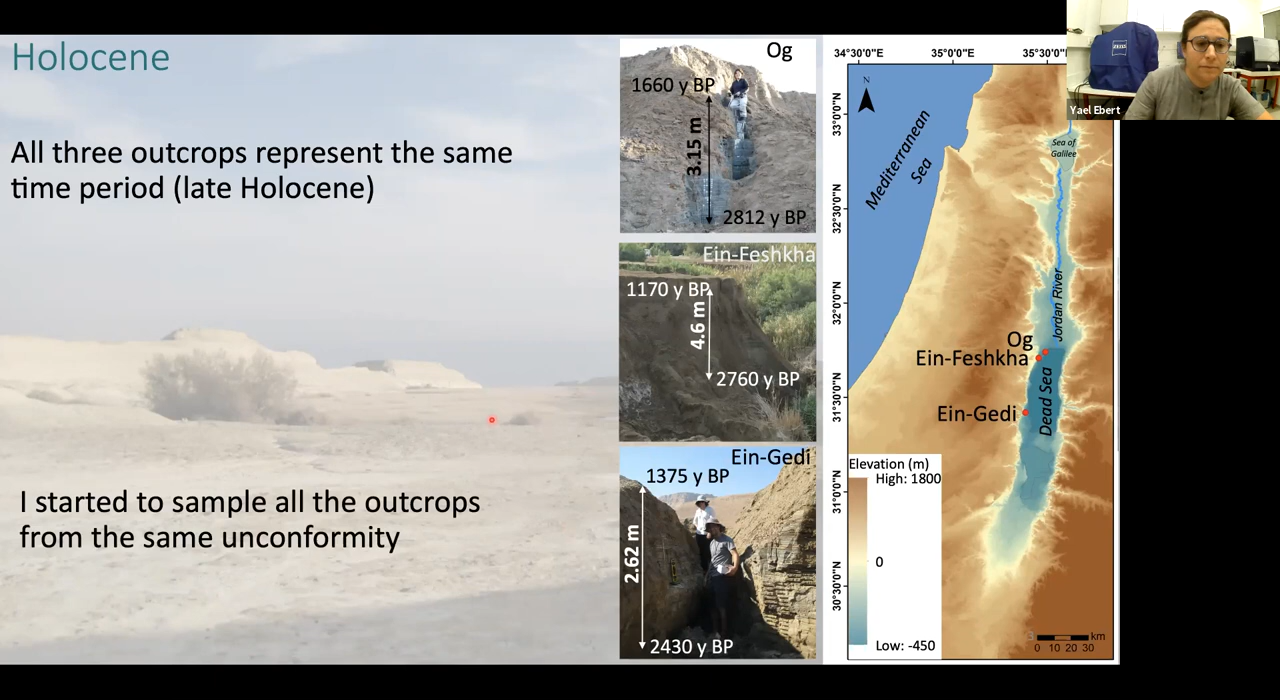 Holocene
All three outcrops represent the same
time period (late Holocene)
I started to sample all the outcrops
from the same unconformity
Og
1660 y BP
3.15 m
2812 y BP
Ein-Feshkha
1170 y BP
4.6 m
2760 y BP
Ein-Gedi
1375 y BP
2.62 m
2430 y BP
34°30'0"E
35°0'0"E
35°30'0"E
N
33°0'0"N
32°30'0"N
32°0'0"N
31°30'0"N
31°0'0"N
30°30'0"N
Mediterranean
Sea
Sea of
Galilee
Jordan River
Og
Ein-Feshkha
Dead Sea
Ein-Gedi
Elevation (m)
High: 1800
0
Low: -450
km
0 10 20 30
ZEISS
Yael Ebert